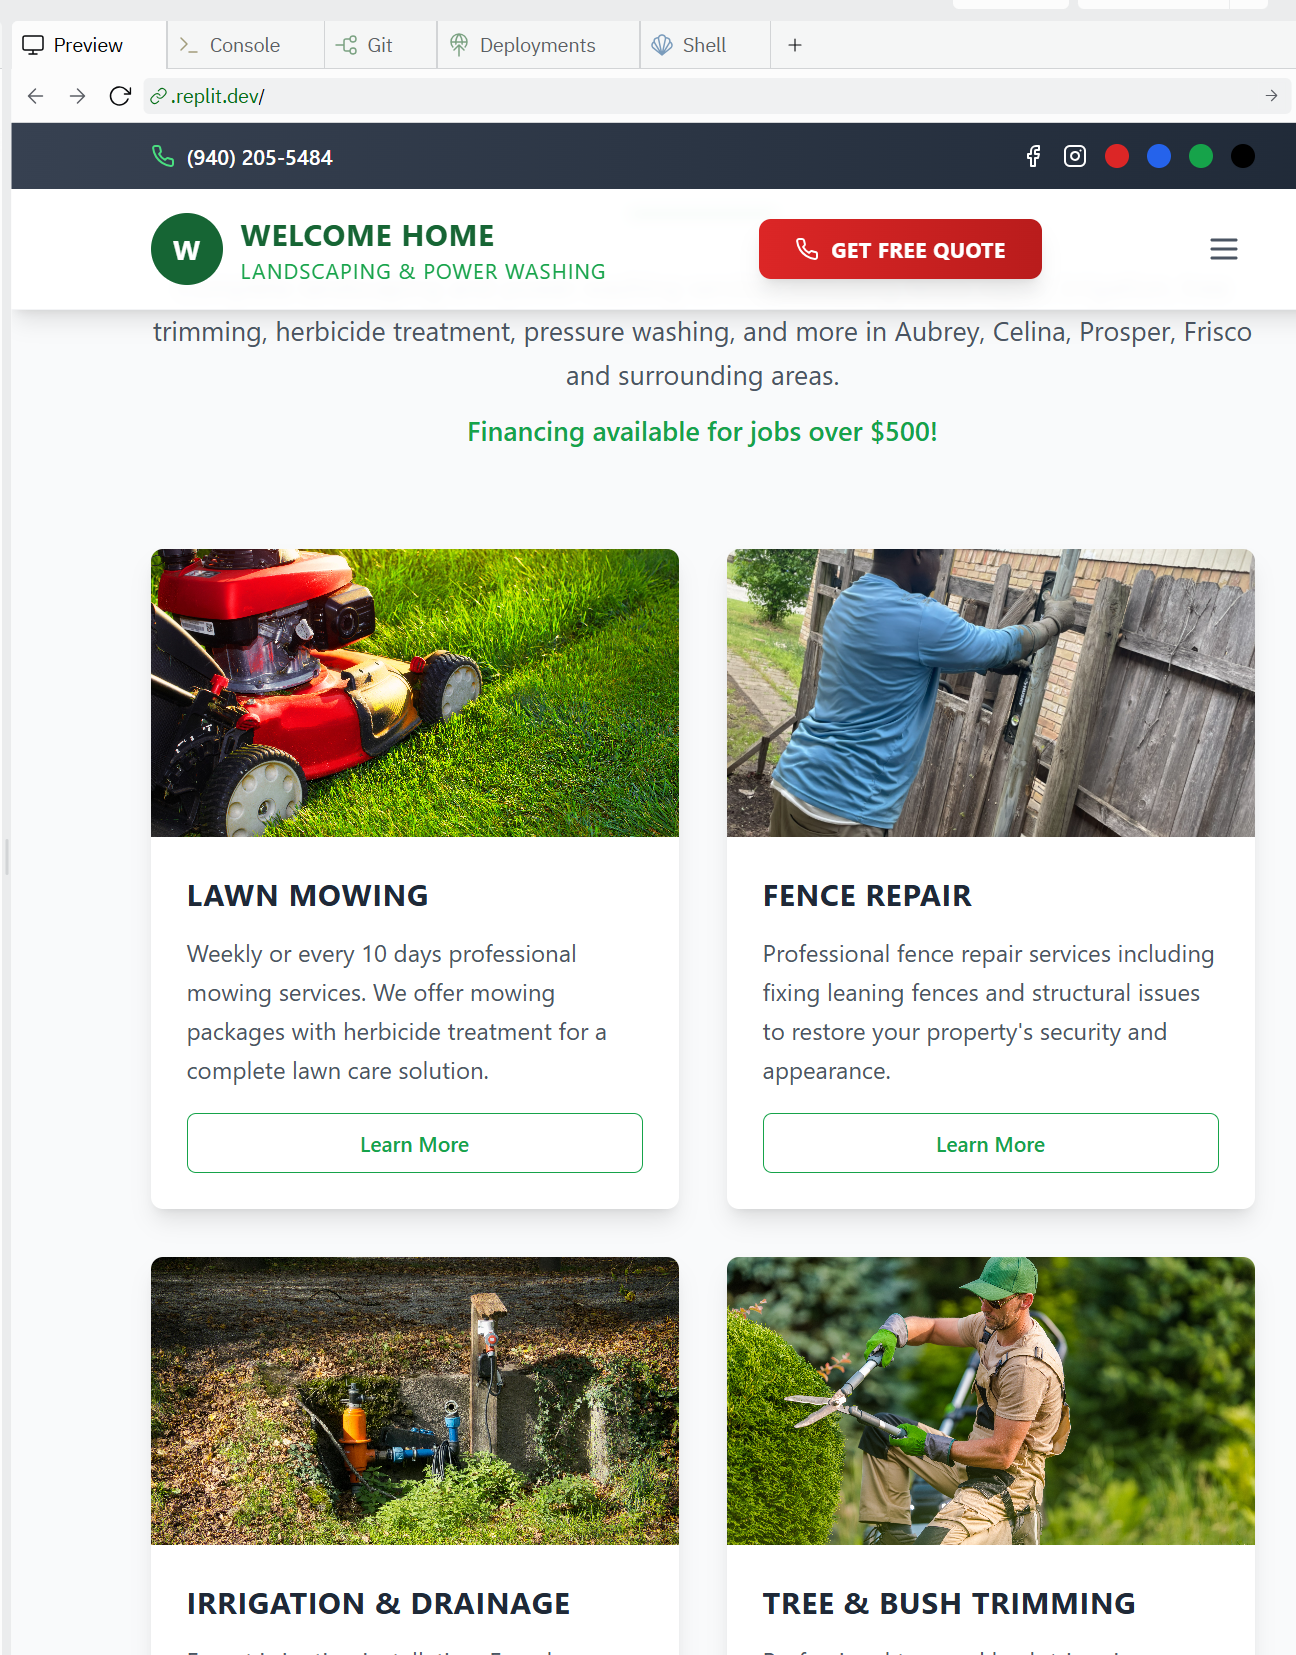 Preview
Console
Git
Deployments
Shell
.replit.dev/
(940) 205-5484
W
WELCOME HOME
LANDSCAPING & POWER WASHING
GET FREE QUOTE
trimming, herbicide treatment, pressure washing, and more in Aubrey, Celina, Prosper, Frisco
and surrounding areas.
Financing available for jobs over $500!
LAWN MOWING
Weekly or every 10 days professional
mowing services. We offer mowing
packages with herbicide treatment for a
complete lawn care solution.
Learn More
FENCE REPAIR
Professional fence repair services including
fixing leaning fences and structural issues
to restore your property's security and
appearance.
Learn More
IRRIGATION & DRAINAGE
TREE & BUSH TRIMMING